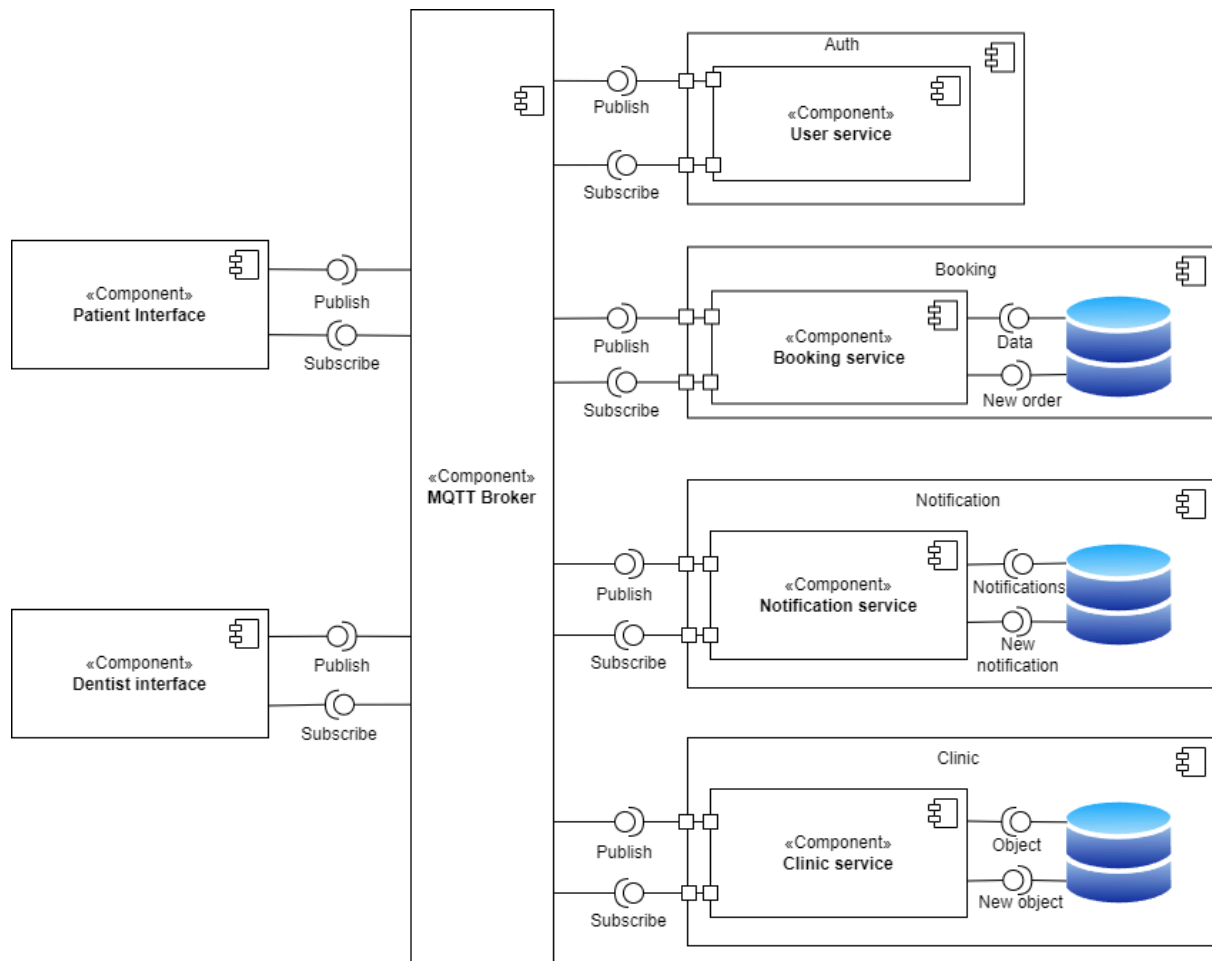 Auth
«Component»
User service
Publish
Subscribe
«Component»
Patient Interface
Publish
Subscribe
Booking
«Component»
Booking service
Publish
Subscribe
Data
New order
«Component»
MQTT Broker
Notification
«Component»
Notification service
Publish
Subscribe
Notifications
New
notification
«Component»
Dentist interface
Publish
Subscribe
Clinic
«Component»
Clinic service
Publish
Subscribe
Object
New object